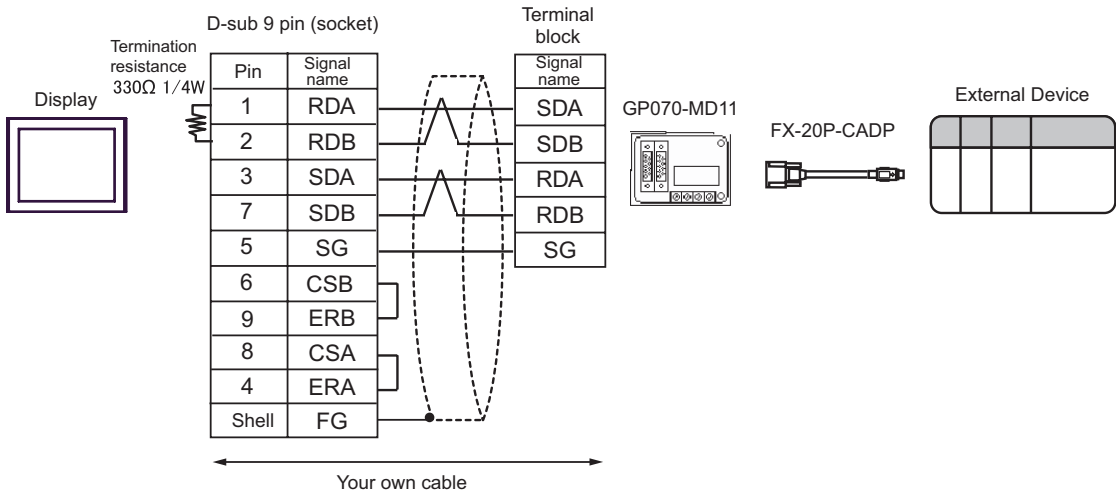 D-sub 9 pin (socket)
Terminal
block
Termination
resistance
330Ω 1/4W
Display
Pin
Signal
name
1
RDA
2
RDB
3
SDA
7
SDB
5
SG
6
CSB
9
ERB
8
CSA
4
ERA
Shell
FG
Signal
name
SDA
SDB
RDA
RDB
SG
GP070-MD11
FX-20P-CADP
External Device
Your own cable